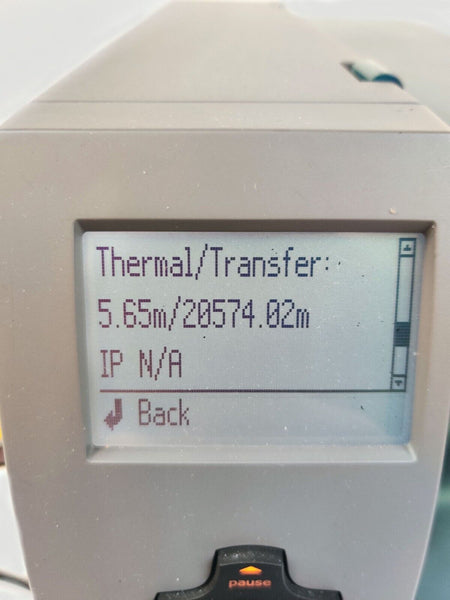 Thermal/Transfer:
5.65m/20574.02m
IP N/A
Back
pause